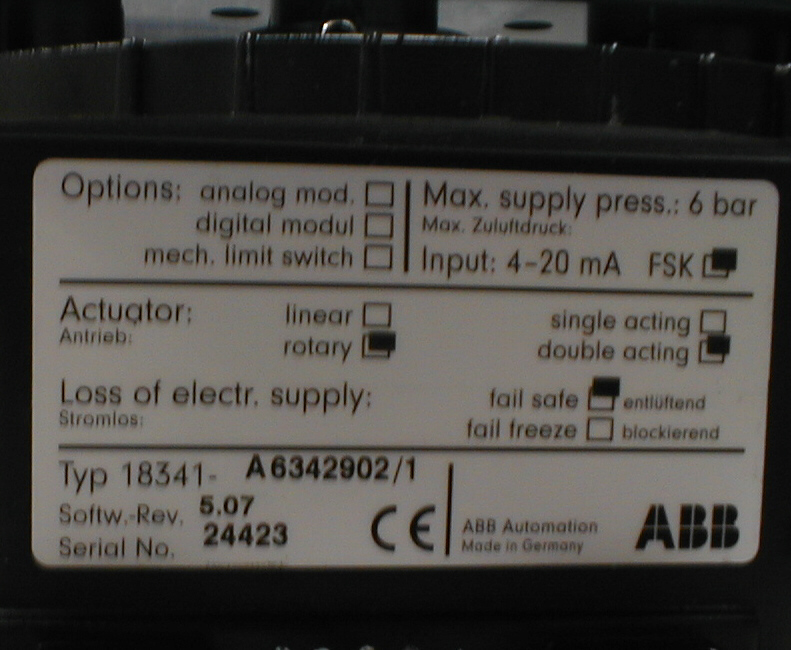 Options: analog mod.
digital modul
mech. limit switch
Max. supply press.: 6 bar
Max. Zuluftdruck:
Input: 4-20 mA FSK
Actuator: linear
Antrieb:
rotary
single acting
double acting
Loss of electr. supply:
Stromlos:
fail safe entlüftend
fail freeze blockierend
Typ 18341- A6342902/1
Softw.-Rev. 5.07
Serial No. 24423
CE
ABB Automation
Made in Germany
ABB